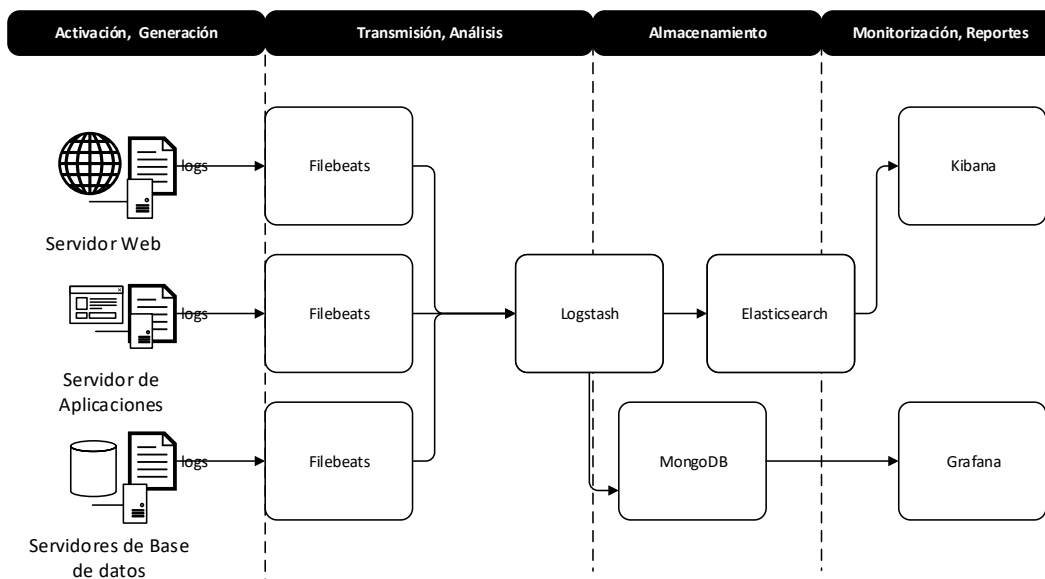 Activación, Generación
Transmisión, Análisis
Almacenamiento
Monitorización, Reportes
logs
Filebeats
Kibana
Servidor Web
logs
Filebeats
Logstash
Elasticsearch
Servidor de
Aplicaciones
logs
Filebeats
MongoDB
Grafana
Servidores de Base
de datos